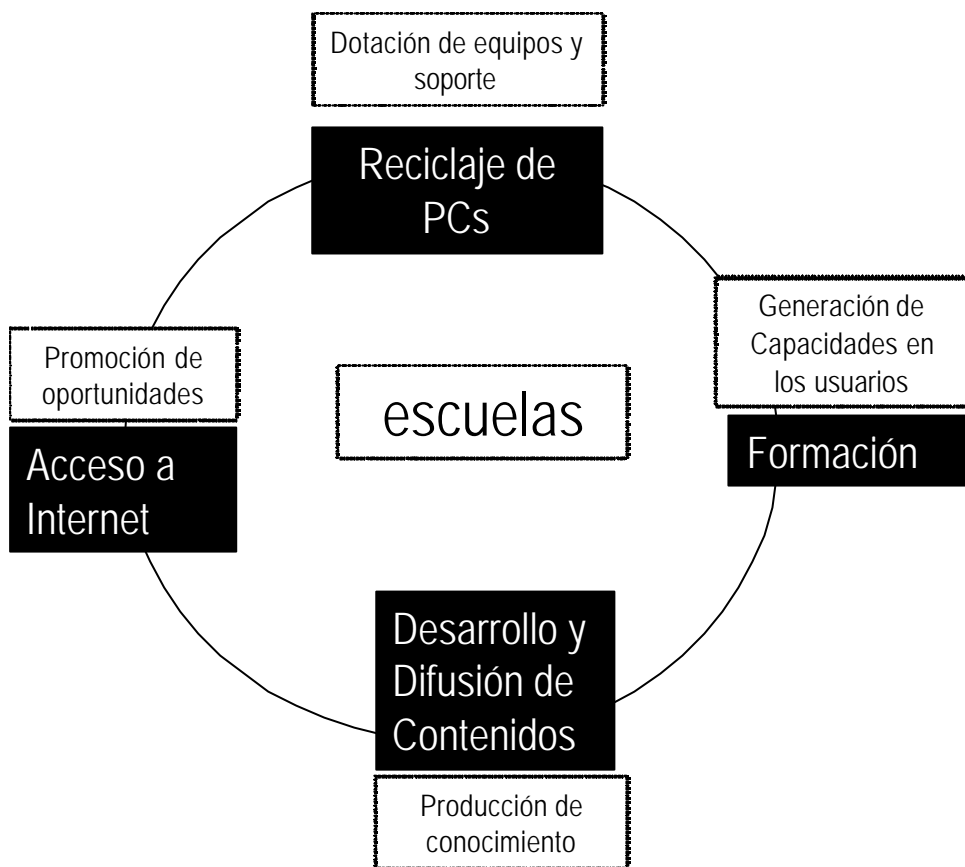 Dotación de equipos y
soporte
Reciclaje de
PCs
Generación de
Capacidades en
los usuarios
Formación
Promoción de
oportunidades
Acceso a
Internet
escuelas
Desarrollo y
Difusión de
Contenidos
Producción de
conocimiento